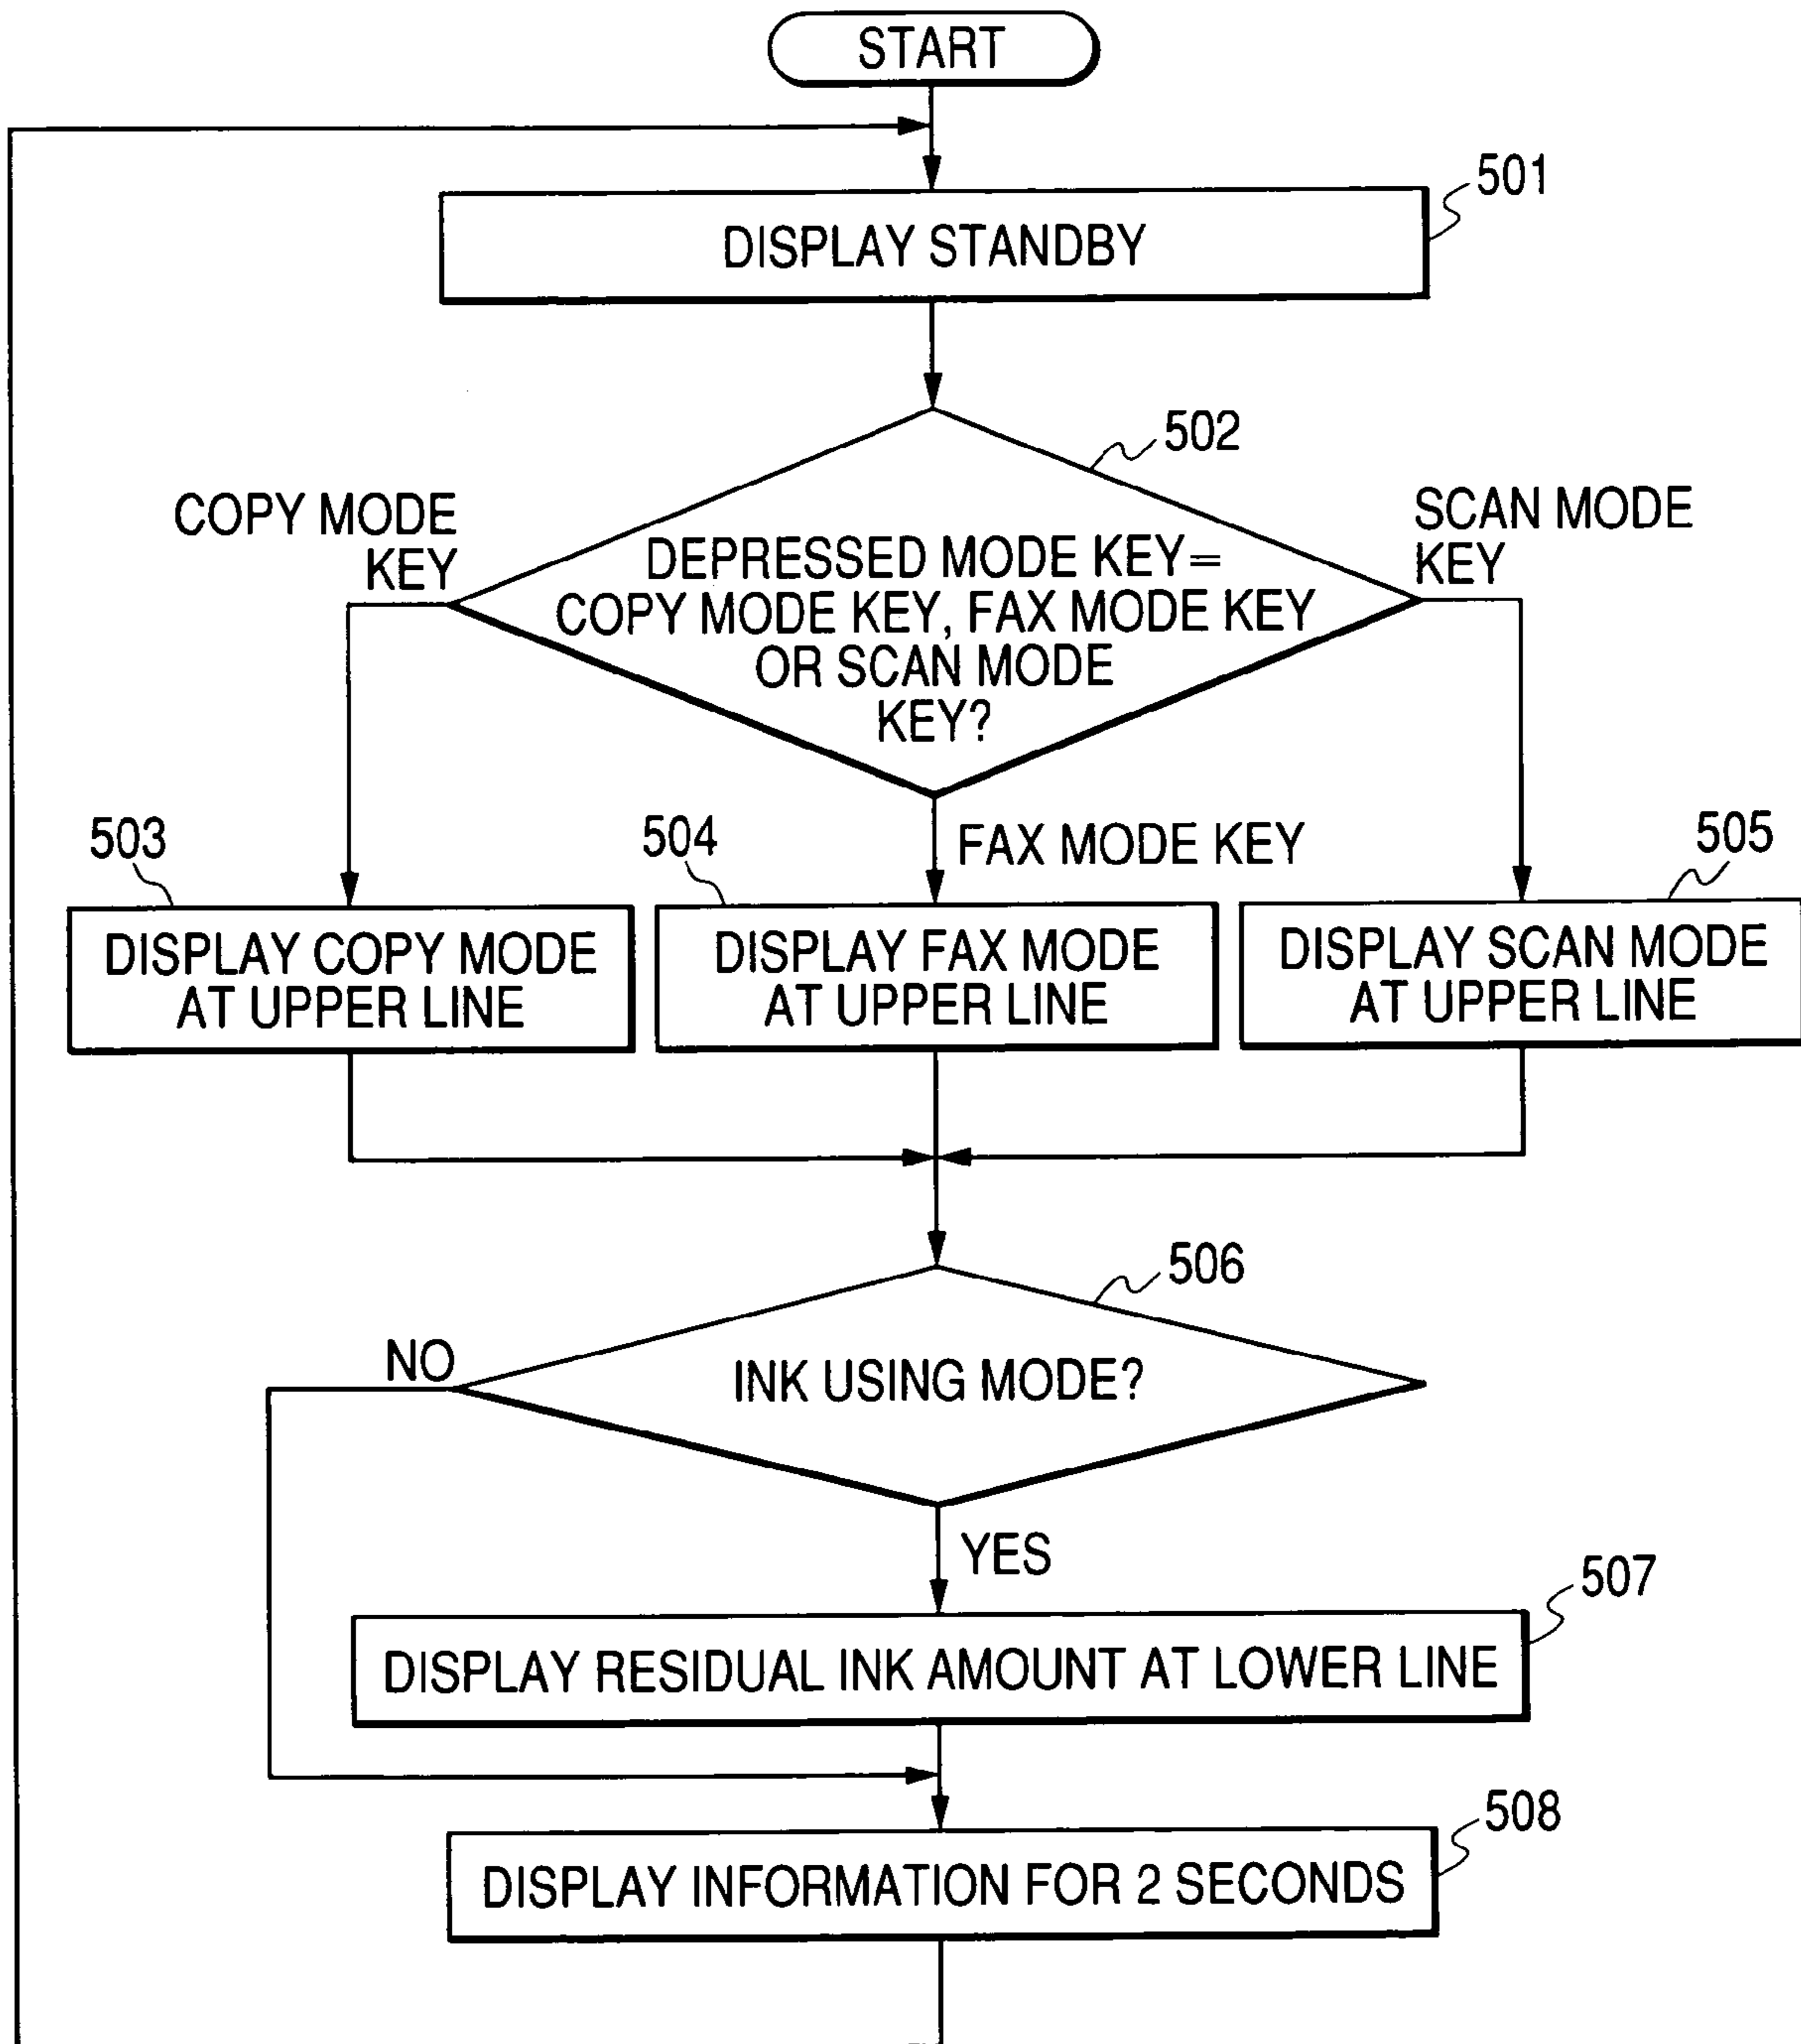 START
501
DISPLAY STANDBY
502
COPY MODE
KEY
SCAN MODE
KEY
DEPRESSED MODE KEY=
COPY MODE KEY, FAX MODE KEY
OR SCAN MODE
KEY?
503
504
FAX MODE KEY
505
DISPLAY COPY MODE
AT UPPER LINE
DISPLAY FAX MODE
AT UPPER LINE
DISPLAY SCAN MODE
AT UPPER LINE
506
NO
INK USING MODE?
YES
507
DISPLAY RESIDUAL INK AMOUNT AT LOWER LINE
508
DISPLAY INFORMATION FOR 2 SECONDS